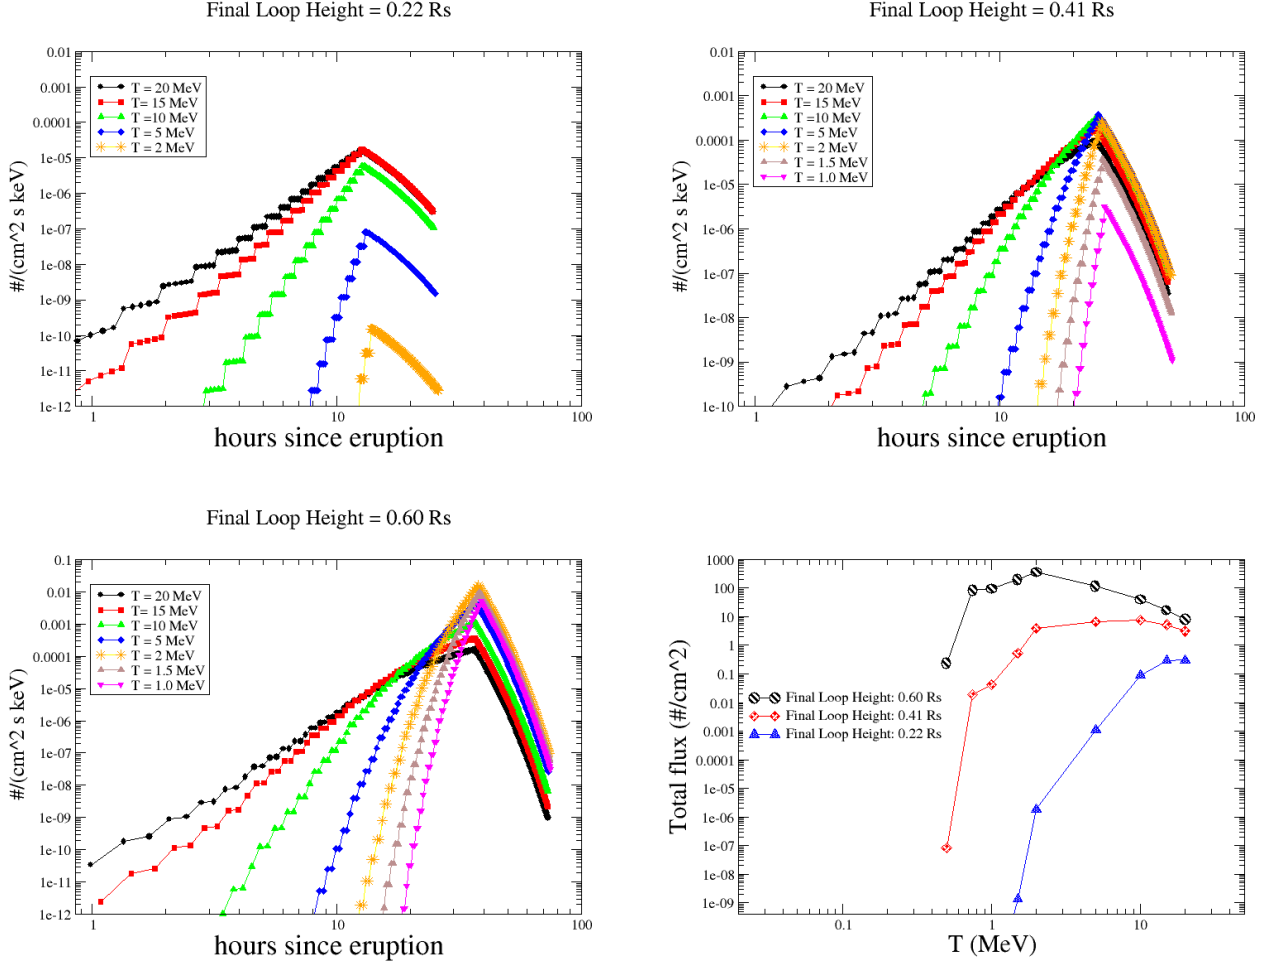 Final Loop Height = 0.22 Rs
0.01
0.001
0.0001
1e-05
1e-06
1e-07
1e-08
1e-09
1e-10
1e-11
1e-12
#/(cm^2 s keV)
T = 20 MeV
T= 15 MeV
T =10 MeV
T = 5 MeV
T = 2 MeV
1
10
100
hours since eruption
Final Loop Height = 0.41 Rs
0.01
0.001
0.0001
1e-05
1e-06
1e-07
1e-08
1e-09
1e-10
#/(cm^2 s keV)
T = 20 MeV
T= 15 MeV
T =10 MeV
T = 5 MeV
T = 2 MeV
T = 1.5 MeV
T = 1.0 MeV
1
10
100
hours since eruption
Final Loop Height = 0.60 Rs
0.1
0.01
0.001
0.0001
1e-05
1e-06
1e-07
1e-08
1e-09
1e-10
1e-11
1e-12
#/(cm^2 s keV)
T = 20 MeV
T= 15 MeV
T =10 MeV
T = 5 MeV
T = 2 MeV
T = 1.5 MeV
T = 1.0 MeV
1
10
100
hours since eruption
1000
100
10
1
0.1
0.01
0.001
0.0001
1e-05
1e-06
1e-07
1e-08
1e-09
Total flux (#/cm^2)
Final Loop Height: 0.60 Rs
Final Loop Height: 0.41 Rs
Final Loop Height: 0.22 Rs
0.1
1
10
T (MeV)